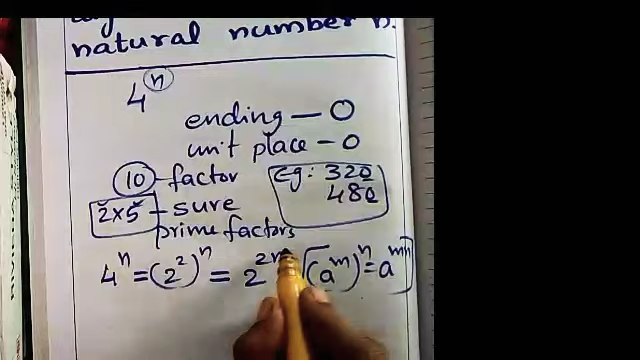 any
natural number n.
4^n
ending — 0
unit place - 0
10 - factor
eg: 320
480
2x5 - sure
prime factors
4^n = (2^2)^n = 2^2n
(a^m)^n = a^mn